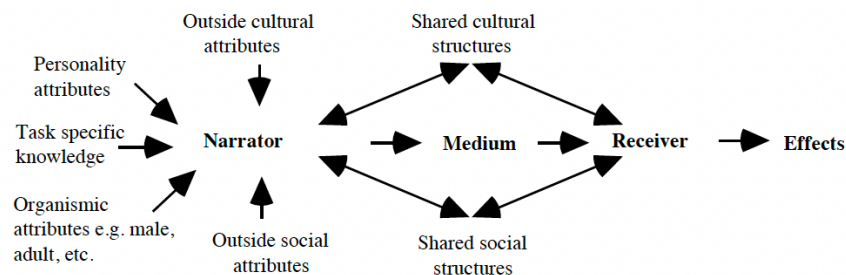 Outside cultural
attributes
Shared cultural
structures
Personality
attributes
Task specific
knowledge
Narrator
Medium
Receiver
Effects
Organismic
attributes e.g. male,
adult, etc.
Outside social
attributes
Shared social
structures